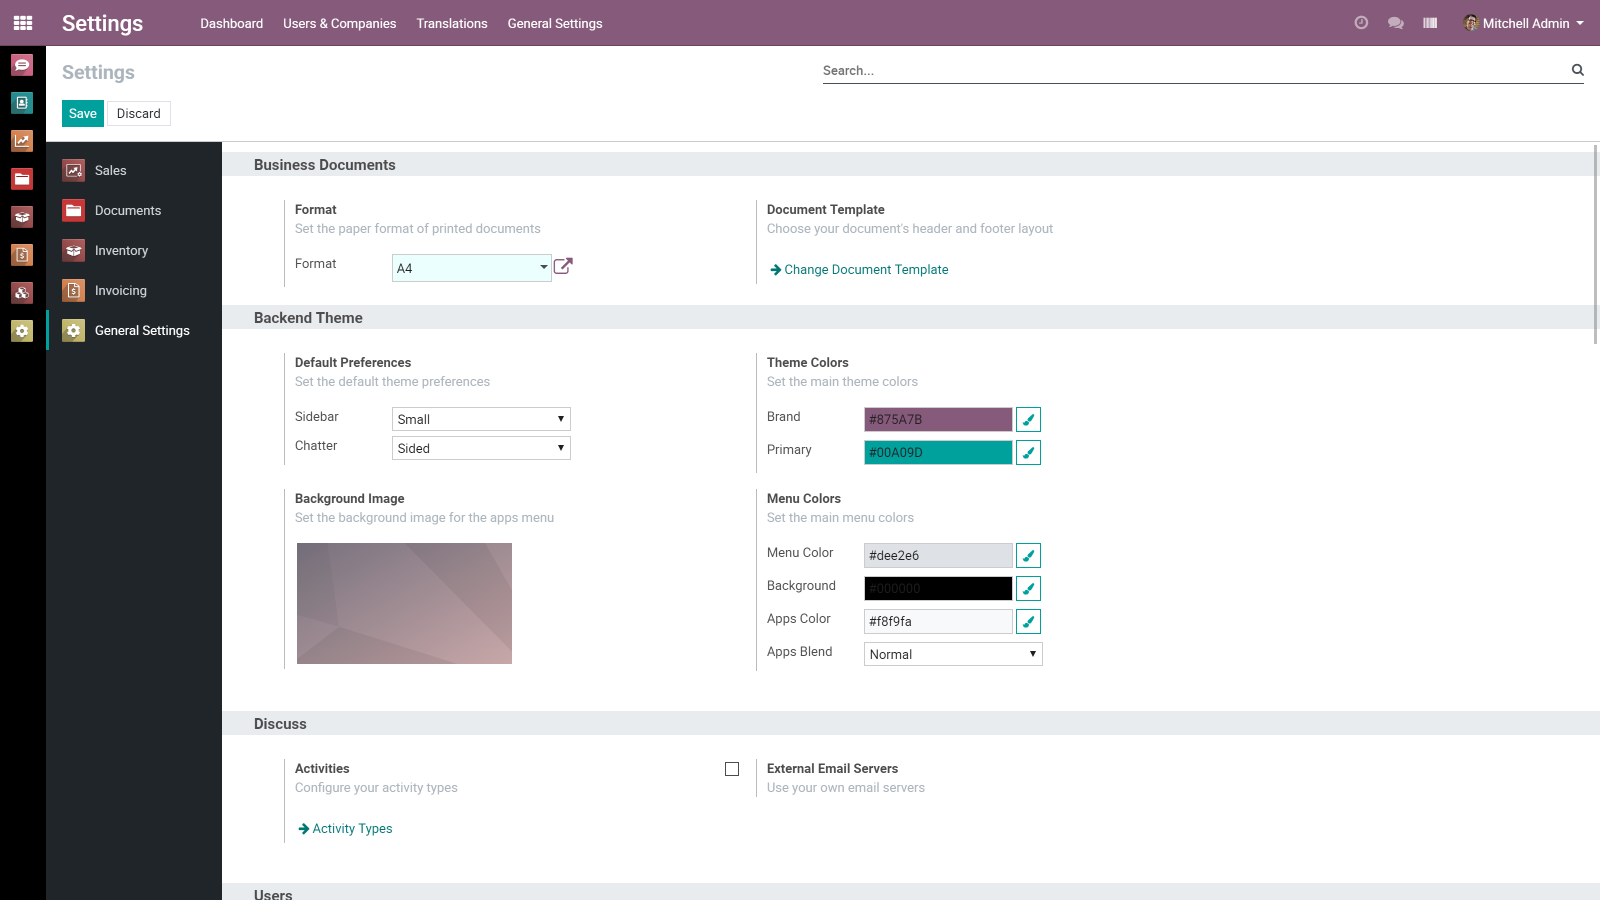 Settings
Dashboard Users & Companies Translations General Settings
Mitchell Admin
Settings
Search...
Save Discard
Sales
Documents
Inventory
Invoicing
General Settings
Business Documents
Format
Set the paper format of printed documents
Format A4
Document Template
Choose your document's header and footer layout
Change Document Template
Backend Theme
Default Preferences
Set the default theme preferences
Sidebar Small
Chatter Sided
Theme Colors
Set the main theme colors
Brand #875A7B
Primary #00A09D
Background Image
Set the background image for the apps menu
Menu Colors
Set the main menu colors
Menu Color #dee2e6
Background #000000
Apps Color #f8f9fa
Apps Blend Normal
Discuss
Activities
Configure your activity types
Activity Types
External Email Servers
Use your own email servers
Users